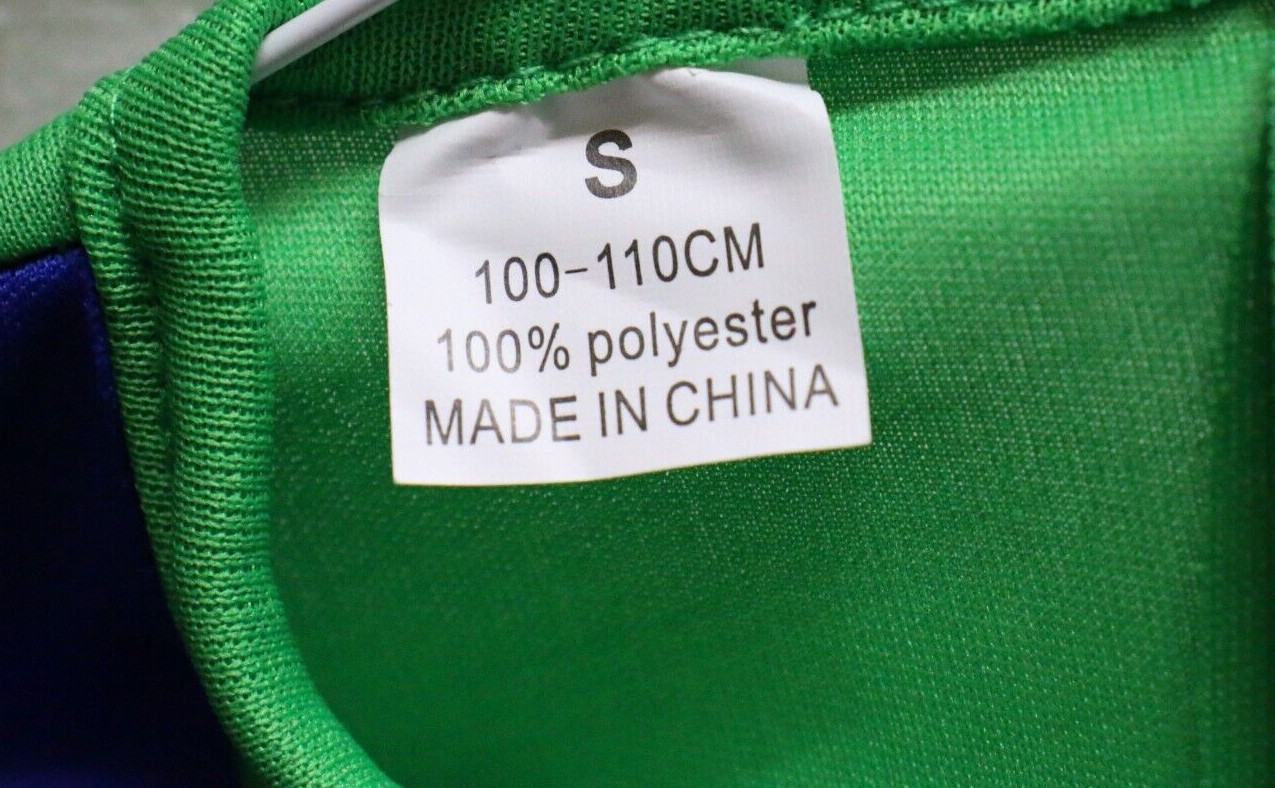 S
100-110CM
100% polyester
MADE IN CHINA